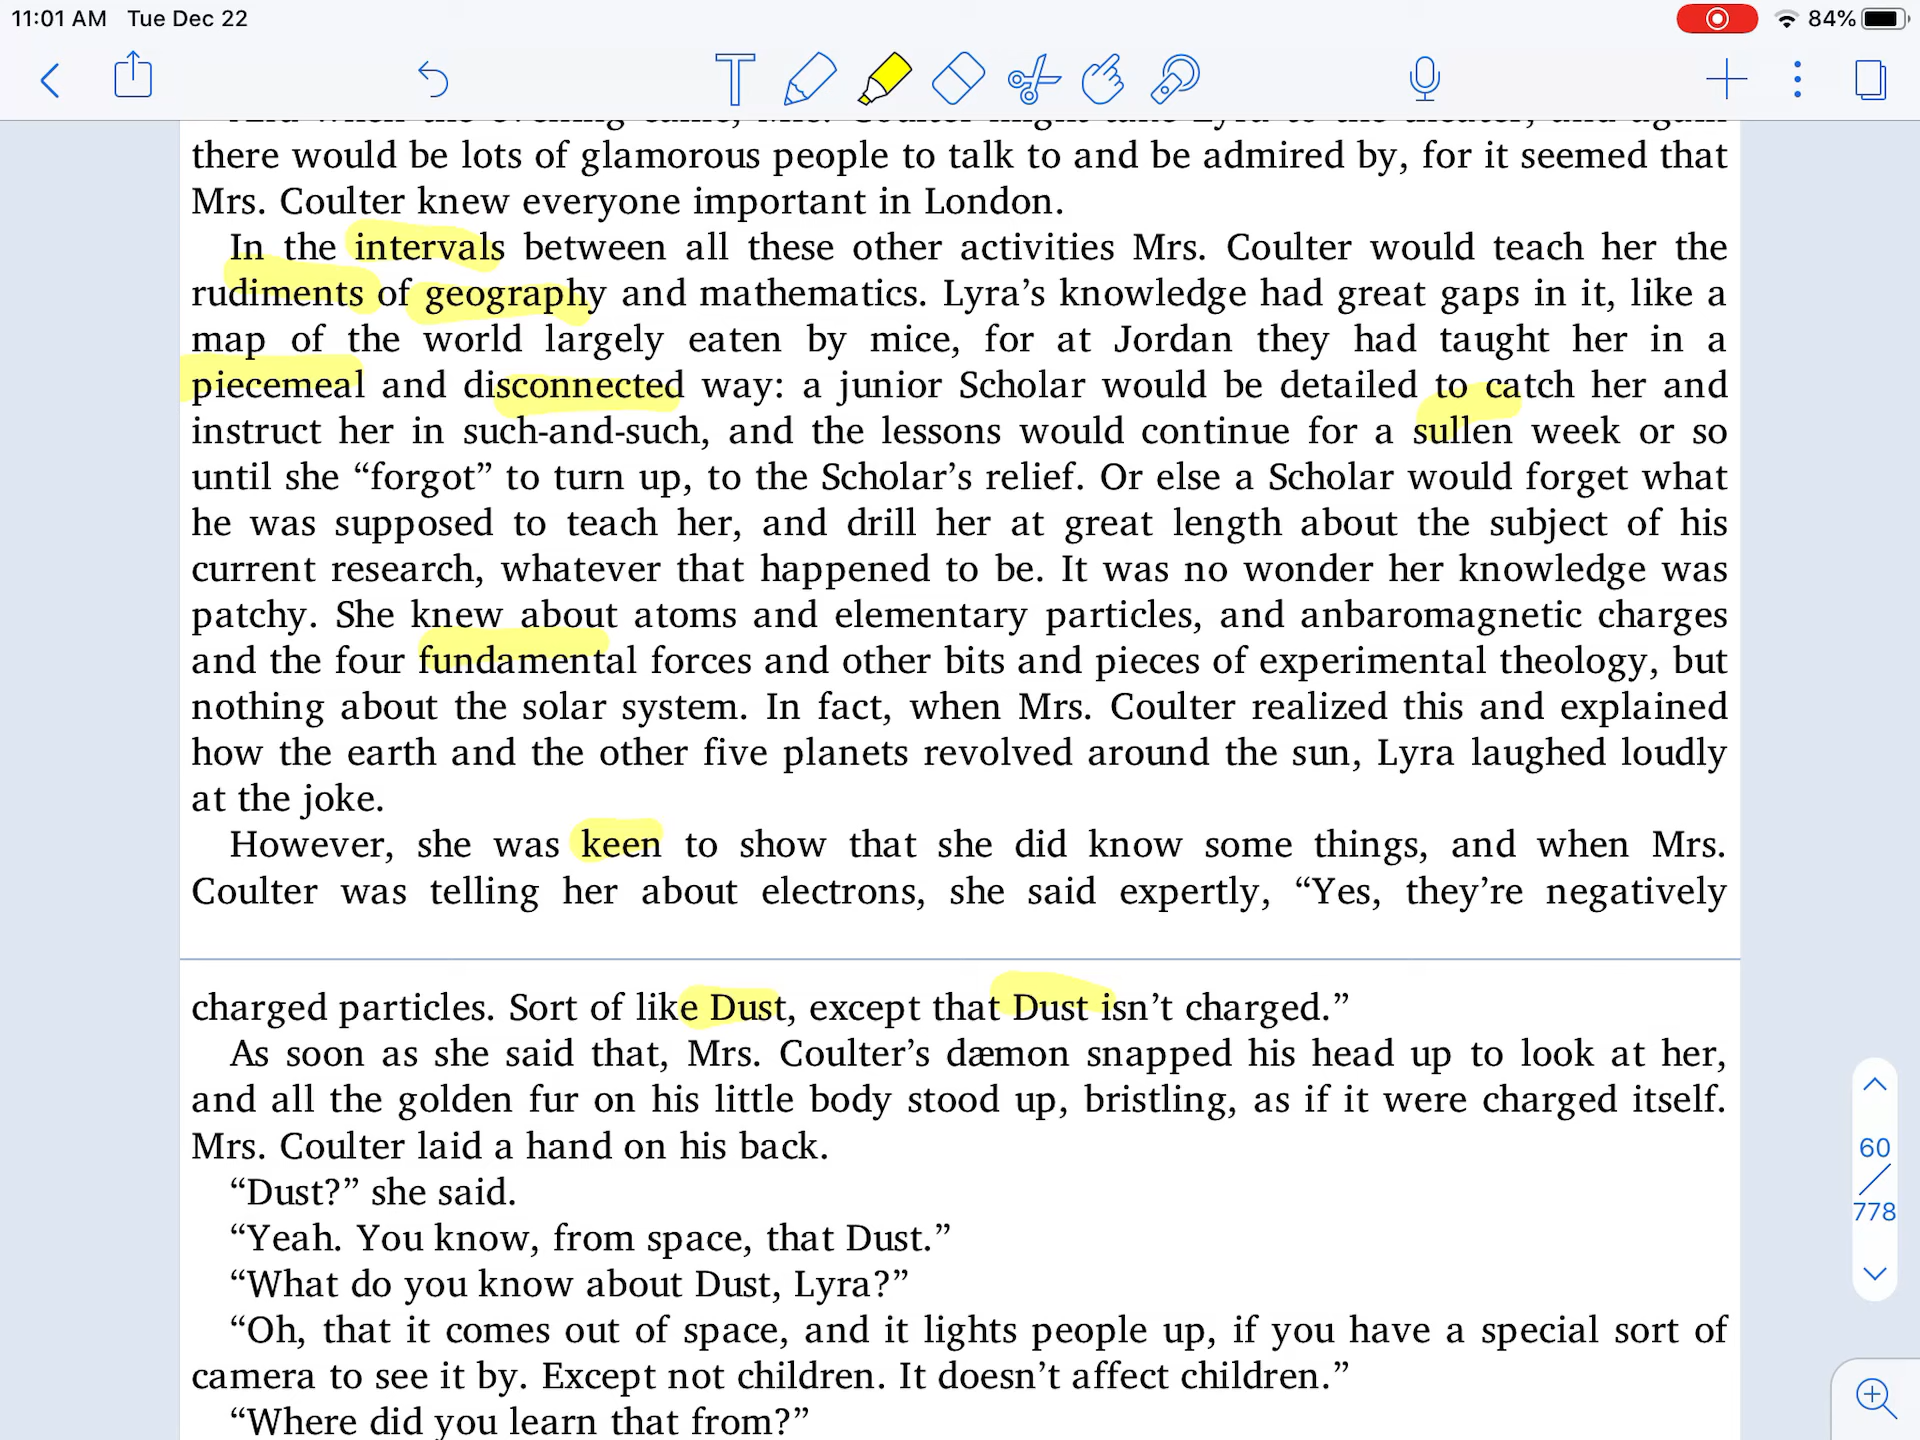 11:01 AM Tue Dec 22
84%
And when the evening came, Mrs. Coulter might take Lyra to the theater, and again
there would be lots of glamorous people to talk to and be admired by, for it seemed that
Mrs. Coulter knew everyone important in London.
In the intervals between all these other activities Mrs. Coulter would teach her the
rudiments of geography and mathematics. Lyra’s knowledge had great gaps in it, like a
map of the world largely eaten by mice, for at Jordan they had taught her in a
piecemeal and disconnected way: a junior Scholar would be detailed to catch her and
instruct her in such-and-such, and the lessons would continue for a sullen week or so
until she “forgot” to turn up, to the Scholar’s relief. Or else a Scholar would forget what
he was supposed to teach her, and drill her at great length about the subject of his
current research, whatever that happened to be. It was no wonder her knowledge was
patchy. She knew about atoms and elementary particles, and anbaromagnetic charges
and the four fundamental forces and other bits and pieces of experimental theology, but
nothing about the solar system. In fact, when Mrs. Coulter realized this and explained
how the earth and the other five planets revolved around the sun, Lyra laughed loudly
at the joke.
However, she was keen to show that she did know some things, and when Mrs.
Coulter was telling her about electrons, she said expertly, “Yes, they’re negatively
charged particles. Sort of like Dust, except that Dust isn’t charged.”
As soon as she said that, Mrs. Coulter’s dæmon snapped his head up to look at her,
and all the golden fur on his little body stood up, bristling, as if it were charged itself.
Mrs. Coulter laid a hand on his back.
“Dust?” she said.
“Yeah. You know, from space, that Dust.”
“What do you know about Dust, Lyra?”
“Oh, that it comes out of space, and it lights people up, if you have a special sort of
camera to see it by. Except not children. It doesn’t affect children.”
“Where did you learn that from?”
60
/
778